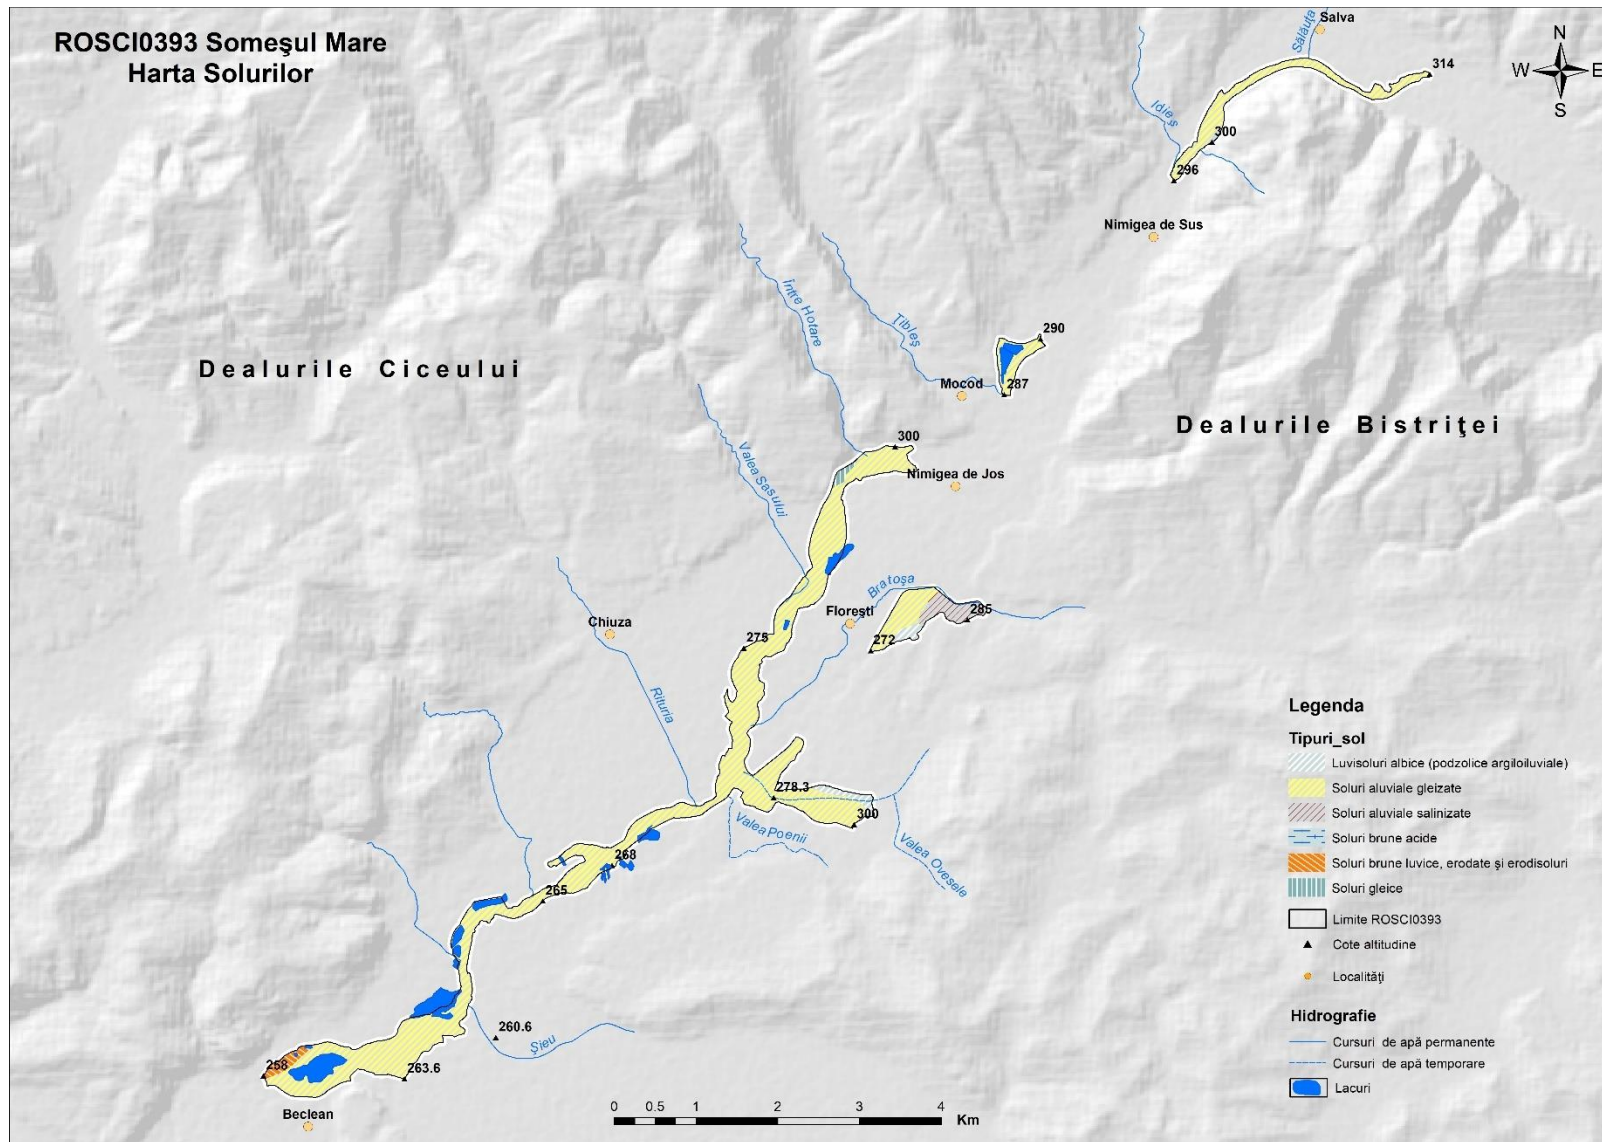 ROSCI0393 Someşul Mare
Harta Solurilor
Salva
Sălăuţa
314
N
W
E
S
Idieş
300
296
Nimigea de Sus
Între Hotare
Ţibleş
290
Dealurile Ciceului
Mocod
287
Dealurile Bistriţei
300
Valea Sasului
Nimigea de Jos
Bratoşa
Floreşti
285
Chiuza
272
275
Rituria
278.3
300
Valea Poenii
Valea Ovesele
268
265
260.6
Şieu
258
263.6
Beclean
Legenda
Tipuri_sol
Luvisoluri albice (podzolice argiloiluviale)
Soluri aluviale gleizate
Soluri aluviale salinizate
Soluri brune acide
Soluri brune luvice, erodate şi erodisoluri
Soluri gleice
Limite ROSCI0393
Cote altitudine
Localităţi
Hidrografie
Cursuri de apă permanente
Cursuri de apă temporare
Lacuri
0 0.5 1 2 3 4
Km